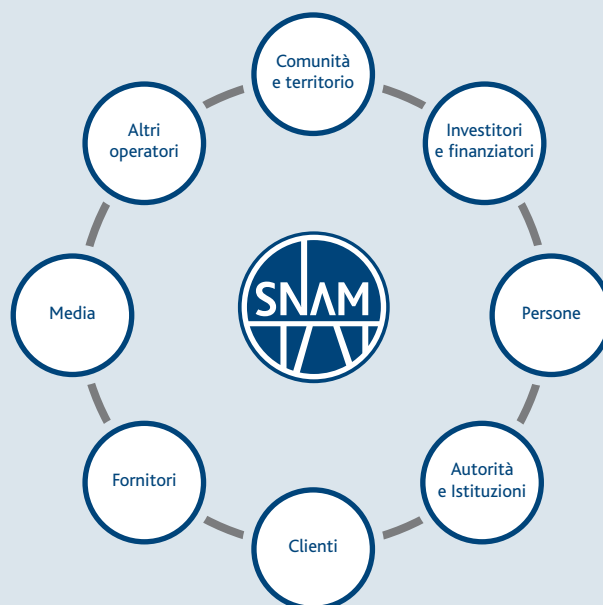 Comunità
e territorio
Altri
operatori
Investitori
e finanziatori
SNAM
Media
Persone
Fornitori
Autorità
e Istituzioni
Clienti